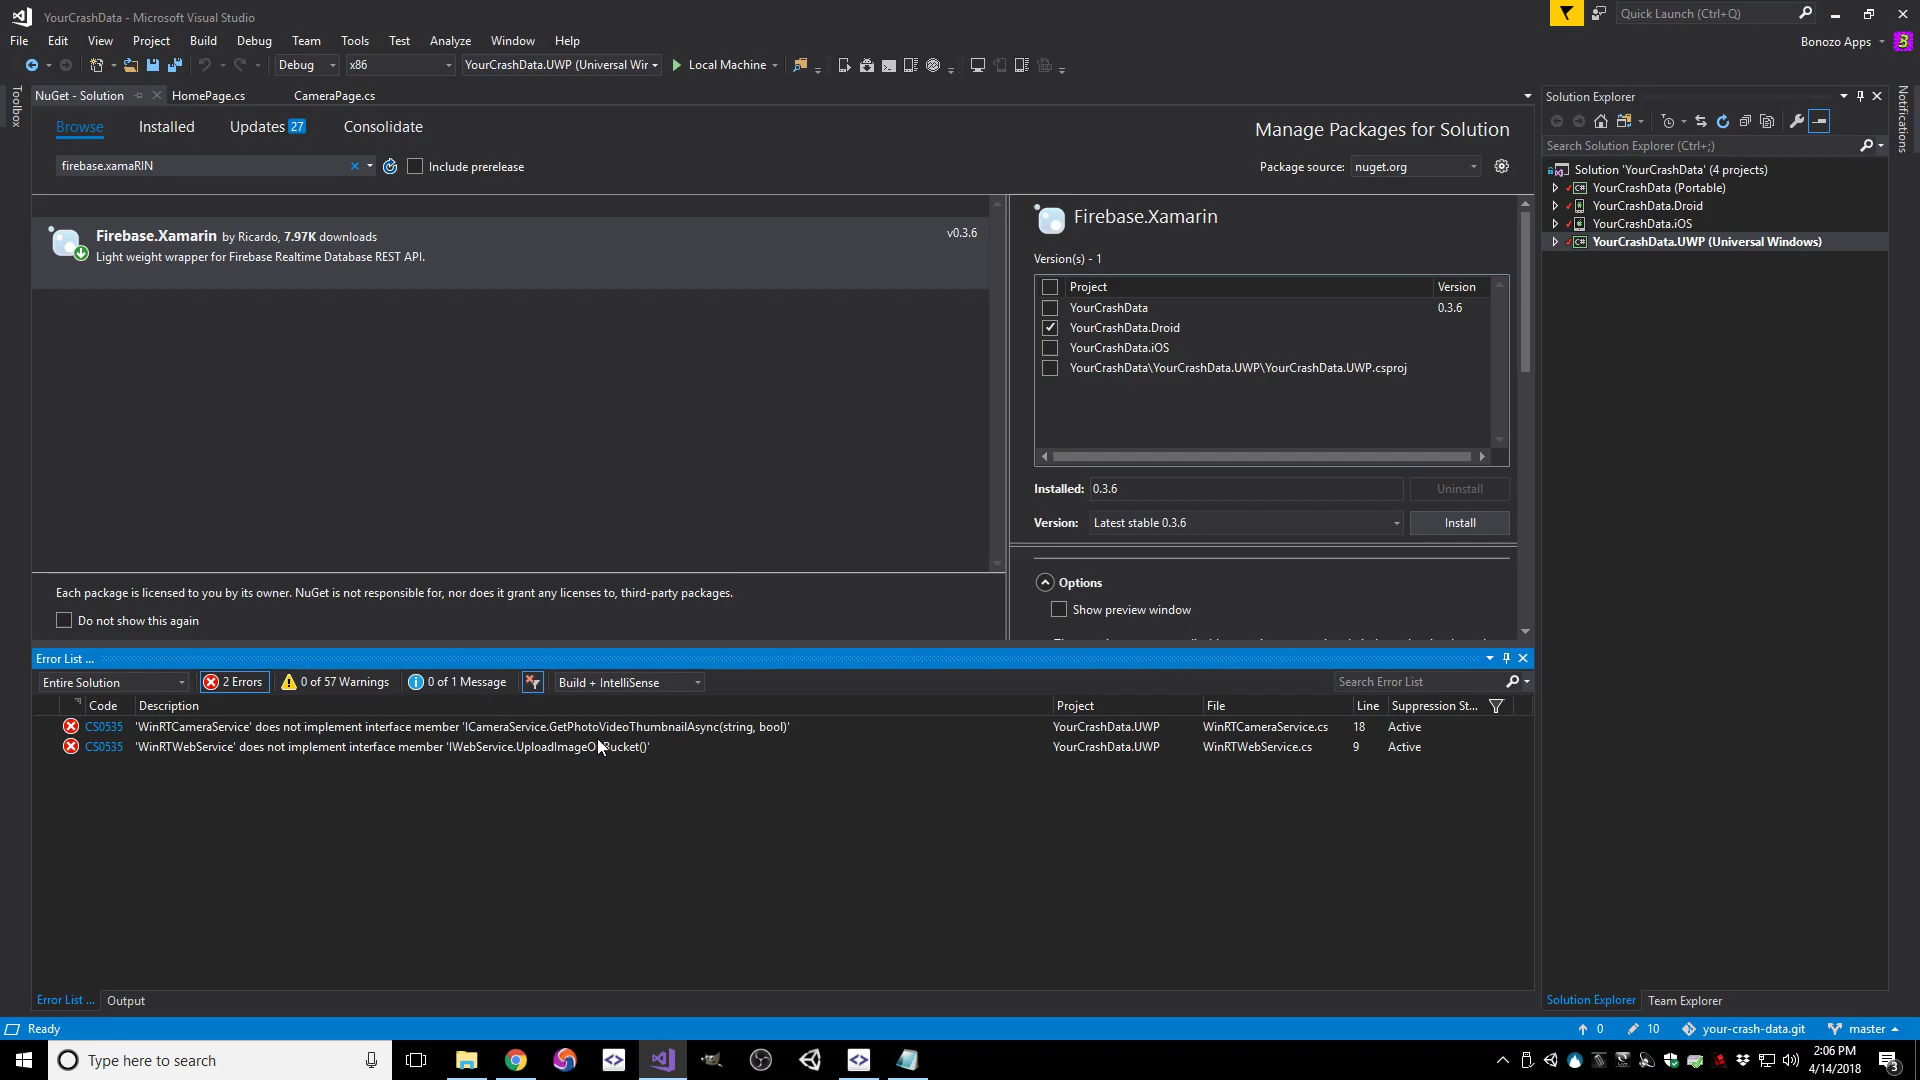 YourCrashData - Microsoft Visual Studio
Quick Launch (Ctrl+Q)
File Edit View Project Build Debug Team Tools Test Analyze Window Help
Bonozo Apps
Debug x86 YourCrashData.UWP (Universal Wir Local Machine
Toolbox
NuGet - Solution HomePage.cs CameraPage.cs
Browse Installed Updates 27 Consolidate
Manage Packages for Solution
firebase.xamaRIN
Include prerelease
Package source: nuget.org
Firebase.Xamarin by Ricardo, 7.97K downloads v0.3.6
Light weight wrapper for Firebase Realtime Database REST API.
Firebase.Xamarin
Version(s) - 1
Project Version
YourCrashData 0.3.6
YourCrashData.Droid
YourCrashData.iOS
YourCrashData\YourCrashData.UWP\YourCrashData.UWP.csproj
Installed: 0.3.6 Uninstall
Version: Latest stable 0.3.6 Install
Options
Show preview window
Each package is licensed to you by its owner. NuGet is not responsible for, nor does it grant any licenses to, third-party packages.
Do not show this again
Solution Explorer
Search Solution Explorer (Ctrl+;)
Solution 'YourCrashData' (4 projects)
YourCrashData (Portable)
YourCrashData.Droid
YourCrashData.iOS
YourCrashData.UWP (Universal Windows)
Notifications
Error List ...
Entire Solution 2 Errors 0 of 57 Warnings 0 of 1 Message Build + IntelliSense Search Error List
Code Description Project File Line Suppression St...
CS0535 'WinRTCameraService' does not implement interface member 'ICameraService.GetPhotoVideoThumbnailAsync(string, bool)' YourCrashData.UWP WinRTCameraService.cs 18 Active
CS0535 'WinRTWebService' does not implement interface member YourCrashData.UWP WinRTWebService.cs 9 Active
Error List ... Output
Solution Explorer Team Explorer
Ready 0 10 your-crash-data.git master
Type here to search
2:06 PM
4/14/2018
3